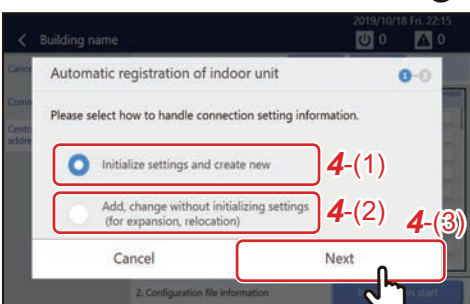 2019/10/18 Fri. 22:15
Building name
0
0
Automatic registration of indoor unit
Please select how to handle connection setting information.
Initialize settings and create new
4-(1)
Add, change without initializing settings
(for expansion, relocation)
4-(2)
4-(3)
Cancel
Next
2. Configuration file information